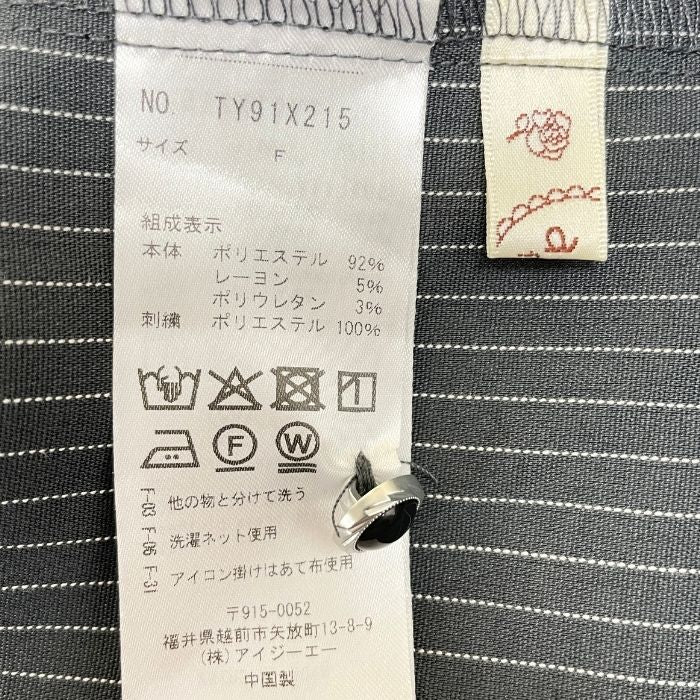 NO. TY91X215
サイズ F
組成表示
本体 ポリエステル 92%
レーヨン 5%
ポリウレタン 3%
刺繍 ポリエステル 100%
1
F W
F-03 他の物と分けて洗う
F-06 洗濯ネット使用
F-31 アイロン掛けはあて布使用
〒915-0052
福井県越前市矢放町13-8-9
(株)アイジーエー
中国製